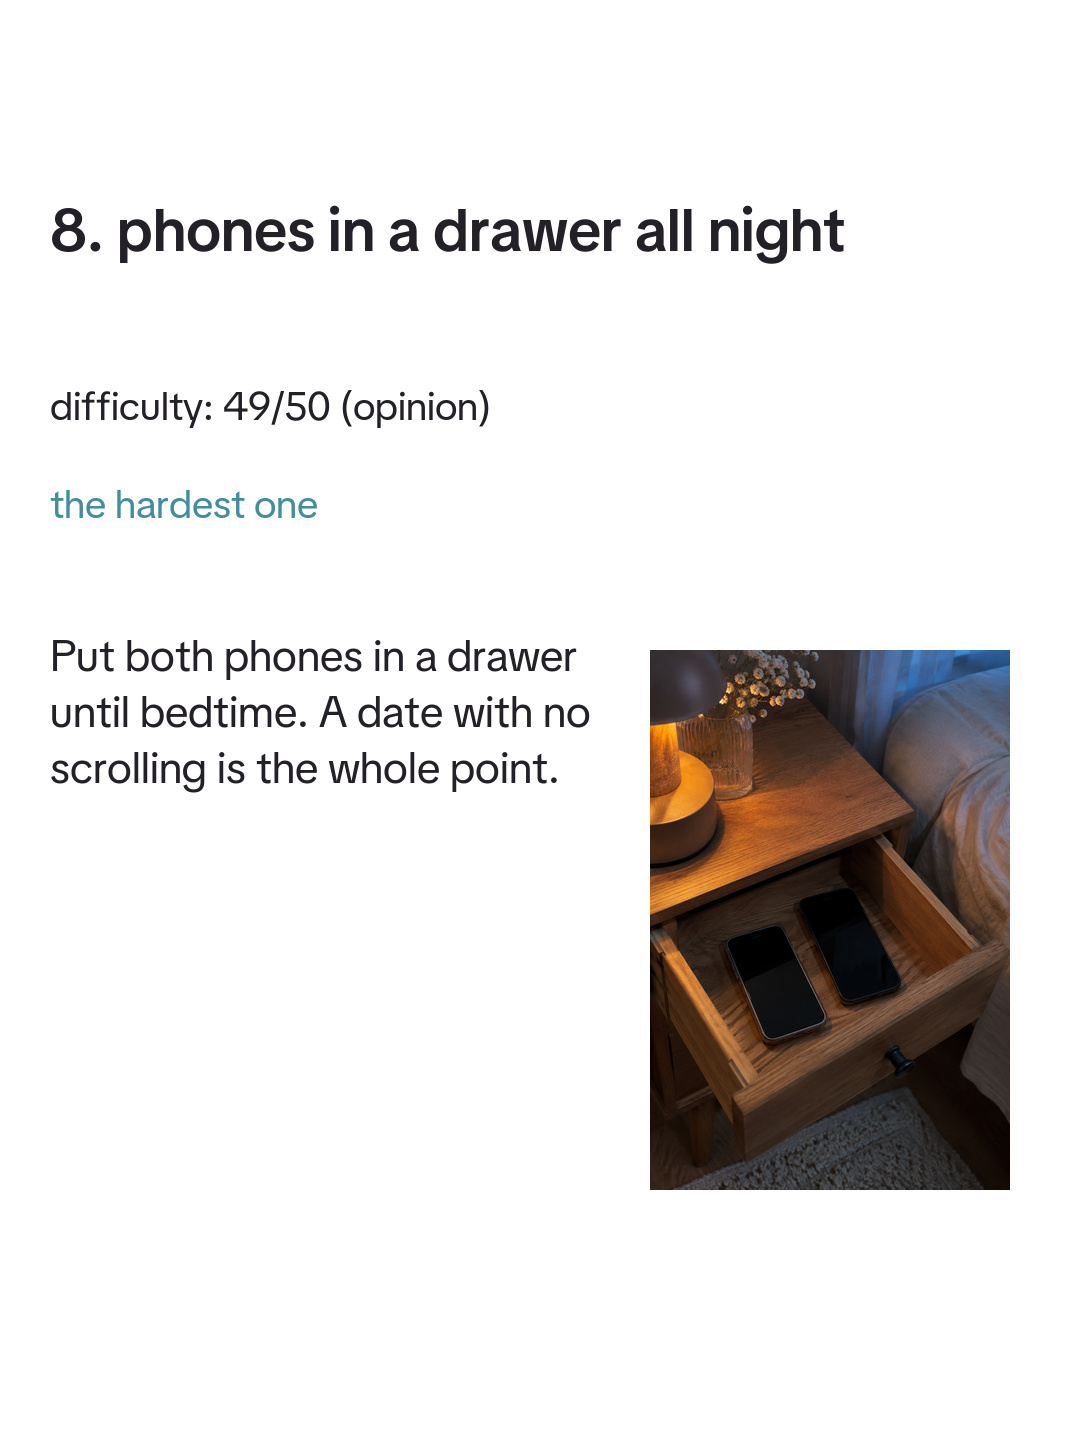 8. phones in a drawer all night
difficulty: 49/50 (opinion)
the hardest one
Put both phones in a drawer
until bedtime. A date with no
scrolling is the whole point.